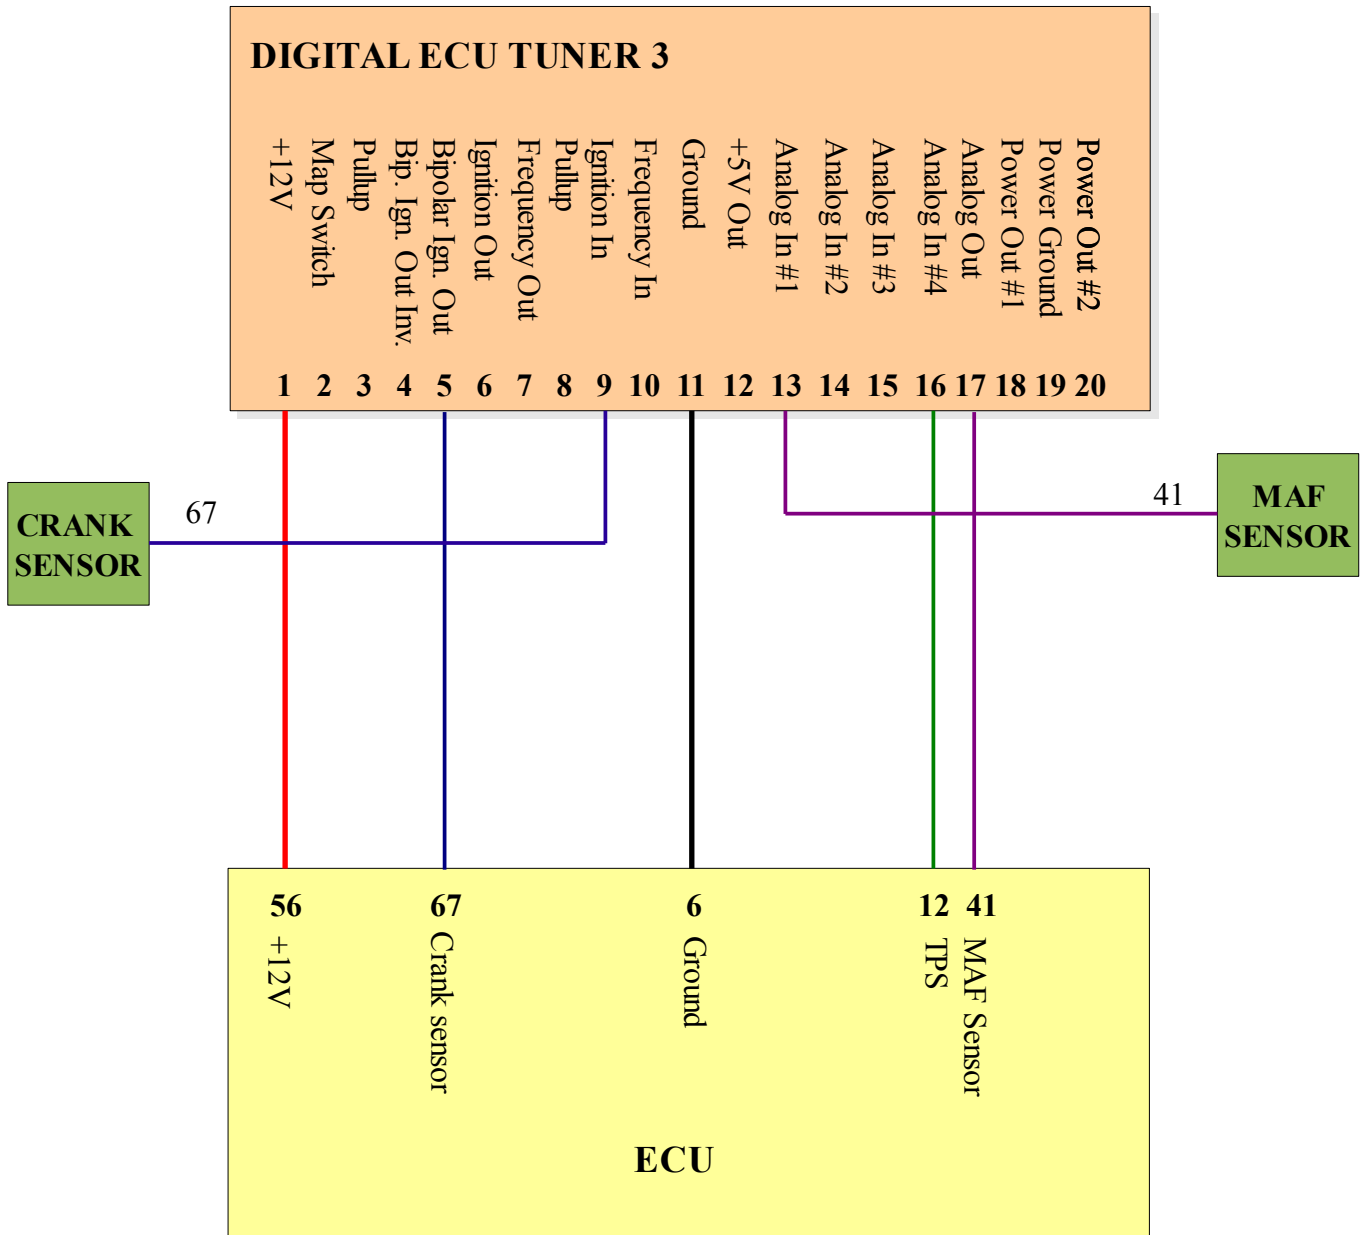 DIGITAL ECU TUNER 3
+12V
Map Switch
Pullup
Bip. Ign. Out Inv.
Bipolar Ign. Out
Ignition Out
Frequency Out
Pullup
Ignition In
Frequency In
Ground
+5V Out
Analog In #1
Analog In #2
Analog In #3
Analog In #4
Analog Out
Power Out #1
Power Ground
Power Out #2
1 2 3 4 5 6 7 8 9 10 11 12 13 14 15 16 17 18 19 20
CRANK
SENSOR
67
41
MAF
SENSOR
56 67 6 12 41
+12V
Crank sensor
Ground
TPS
MAF Sensor
ECU